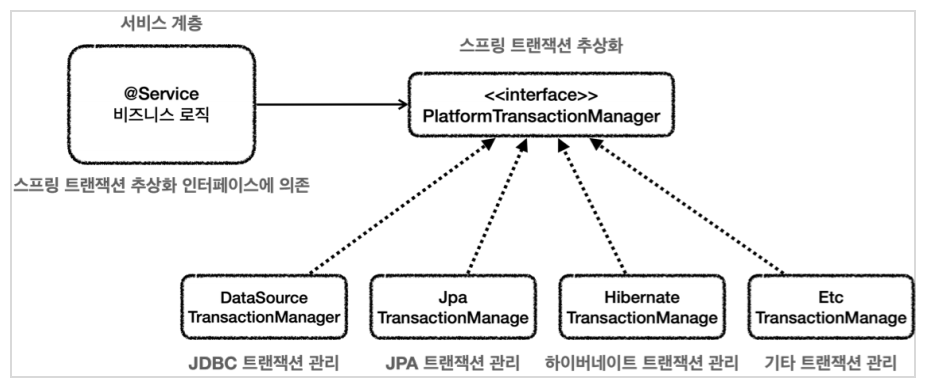 서비스 계층
스프링 트랜잭션 추상화
@Service
비즈니스 로직
<<interface>>
PlatformTransactionManager
스프링 트랜잭션 추상화 인터페이스에 의존
DataSource
TransactionManager
Jpa
TransactionManage
Hibernate
TransactionManage
Etc
TransactionManage
JDBC 트랜잭션 관리
JPA 트랜잭션 관리
하이버네이트 트랜잭션 관리
기타 트랜잭션 관리